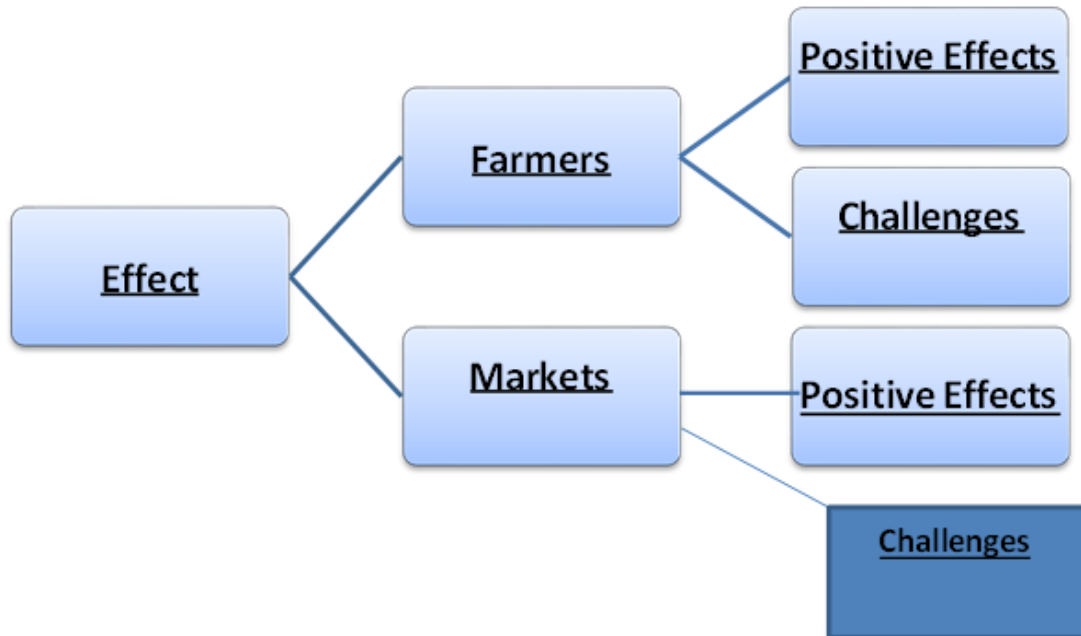 Effect
Farmers
Positive Effects
Challenges
Markets
Positive Effects
Challenges